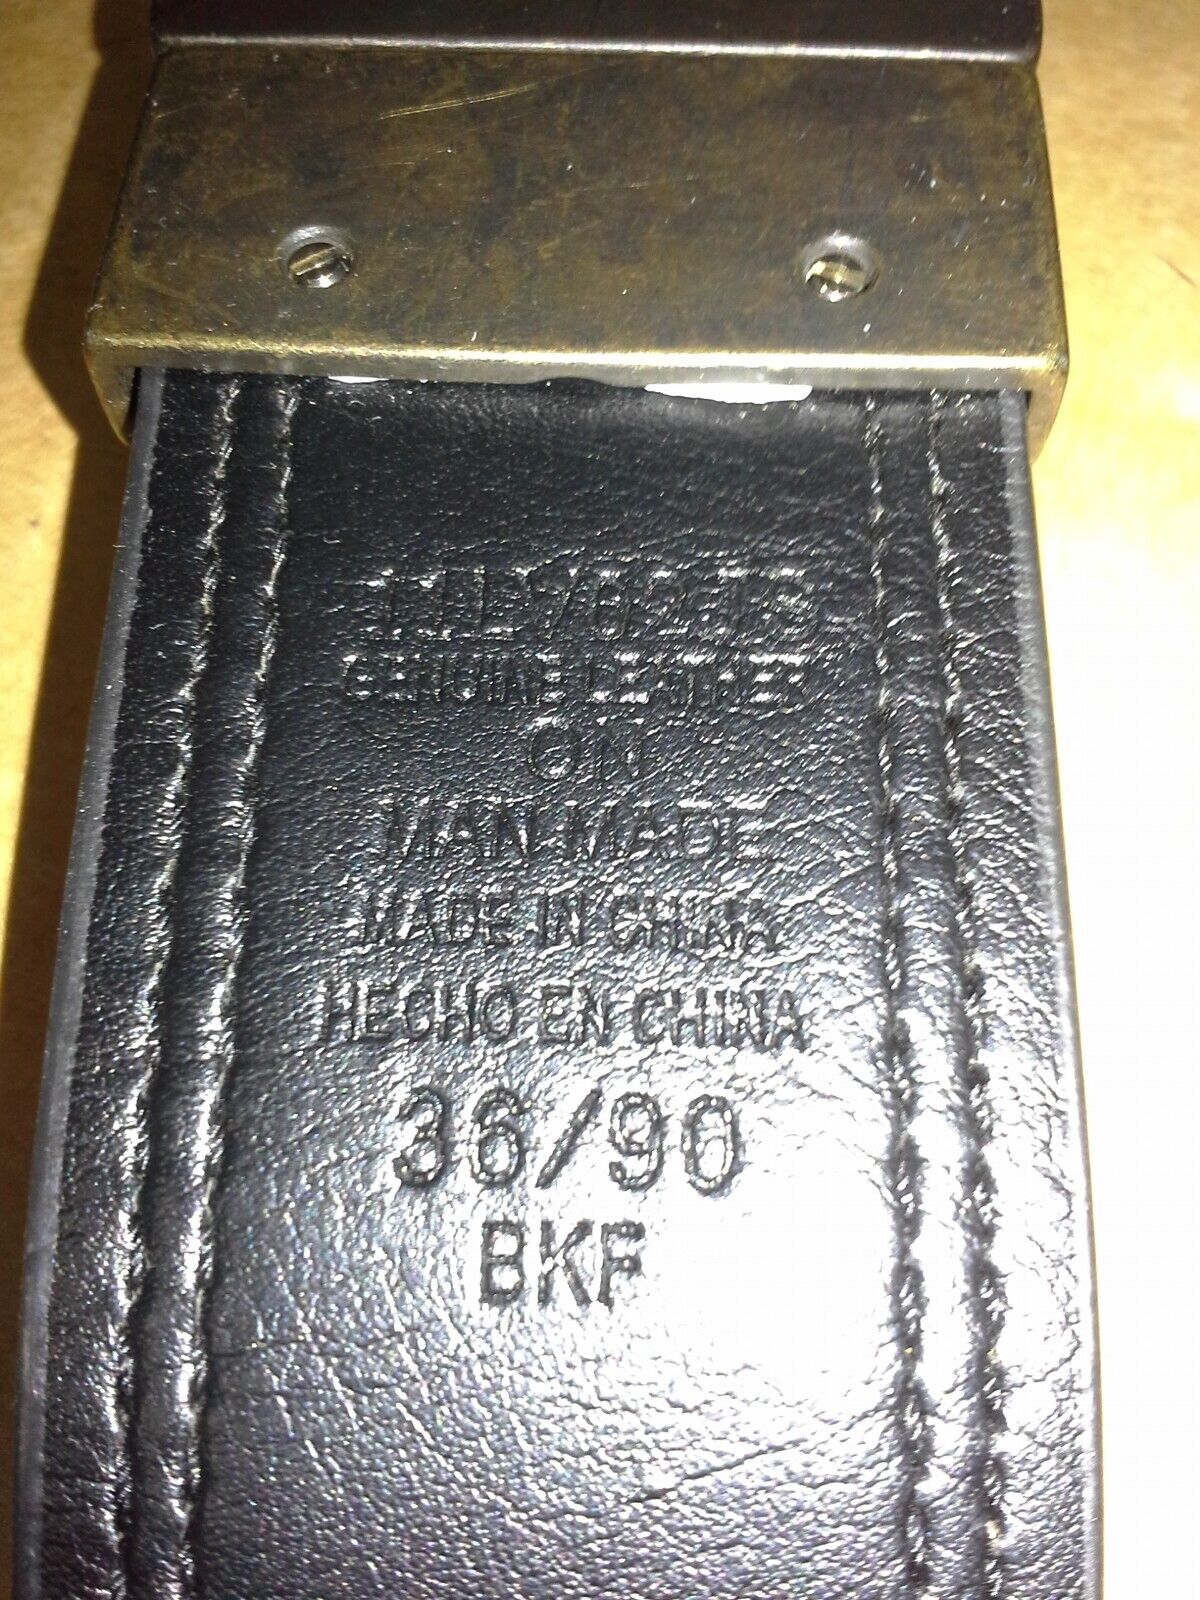 GENUINE LEATHER
ON
MAN MADE
MADE IN CHINA
HECHO EN CHINA
36/90
BKF